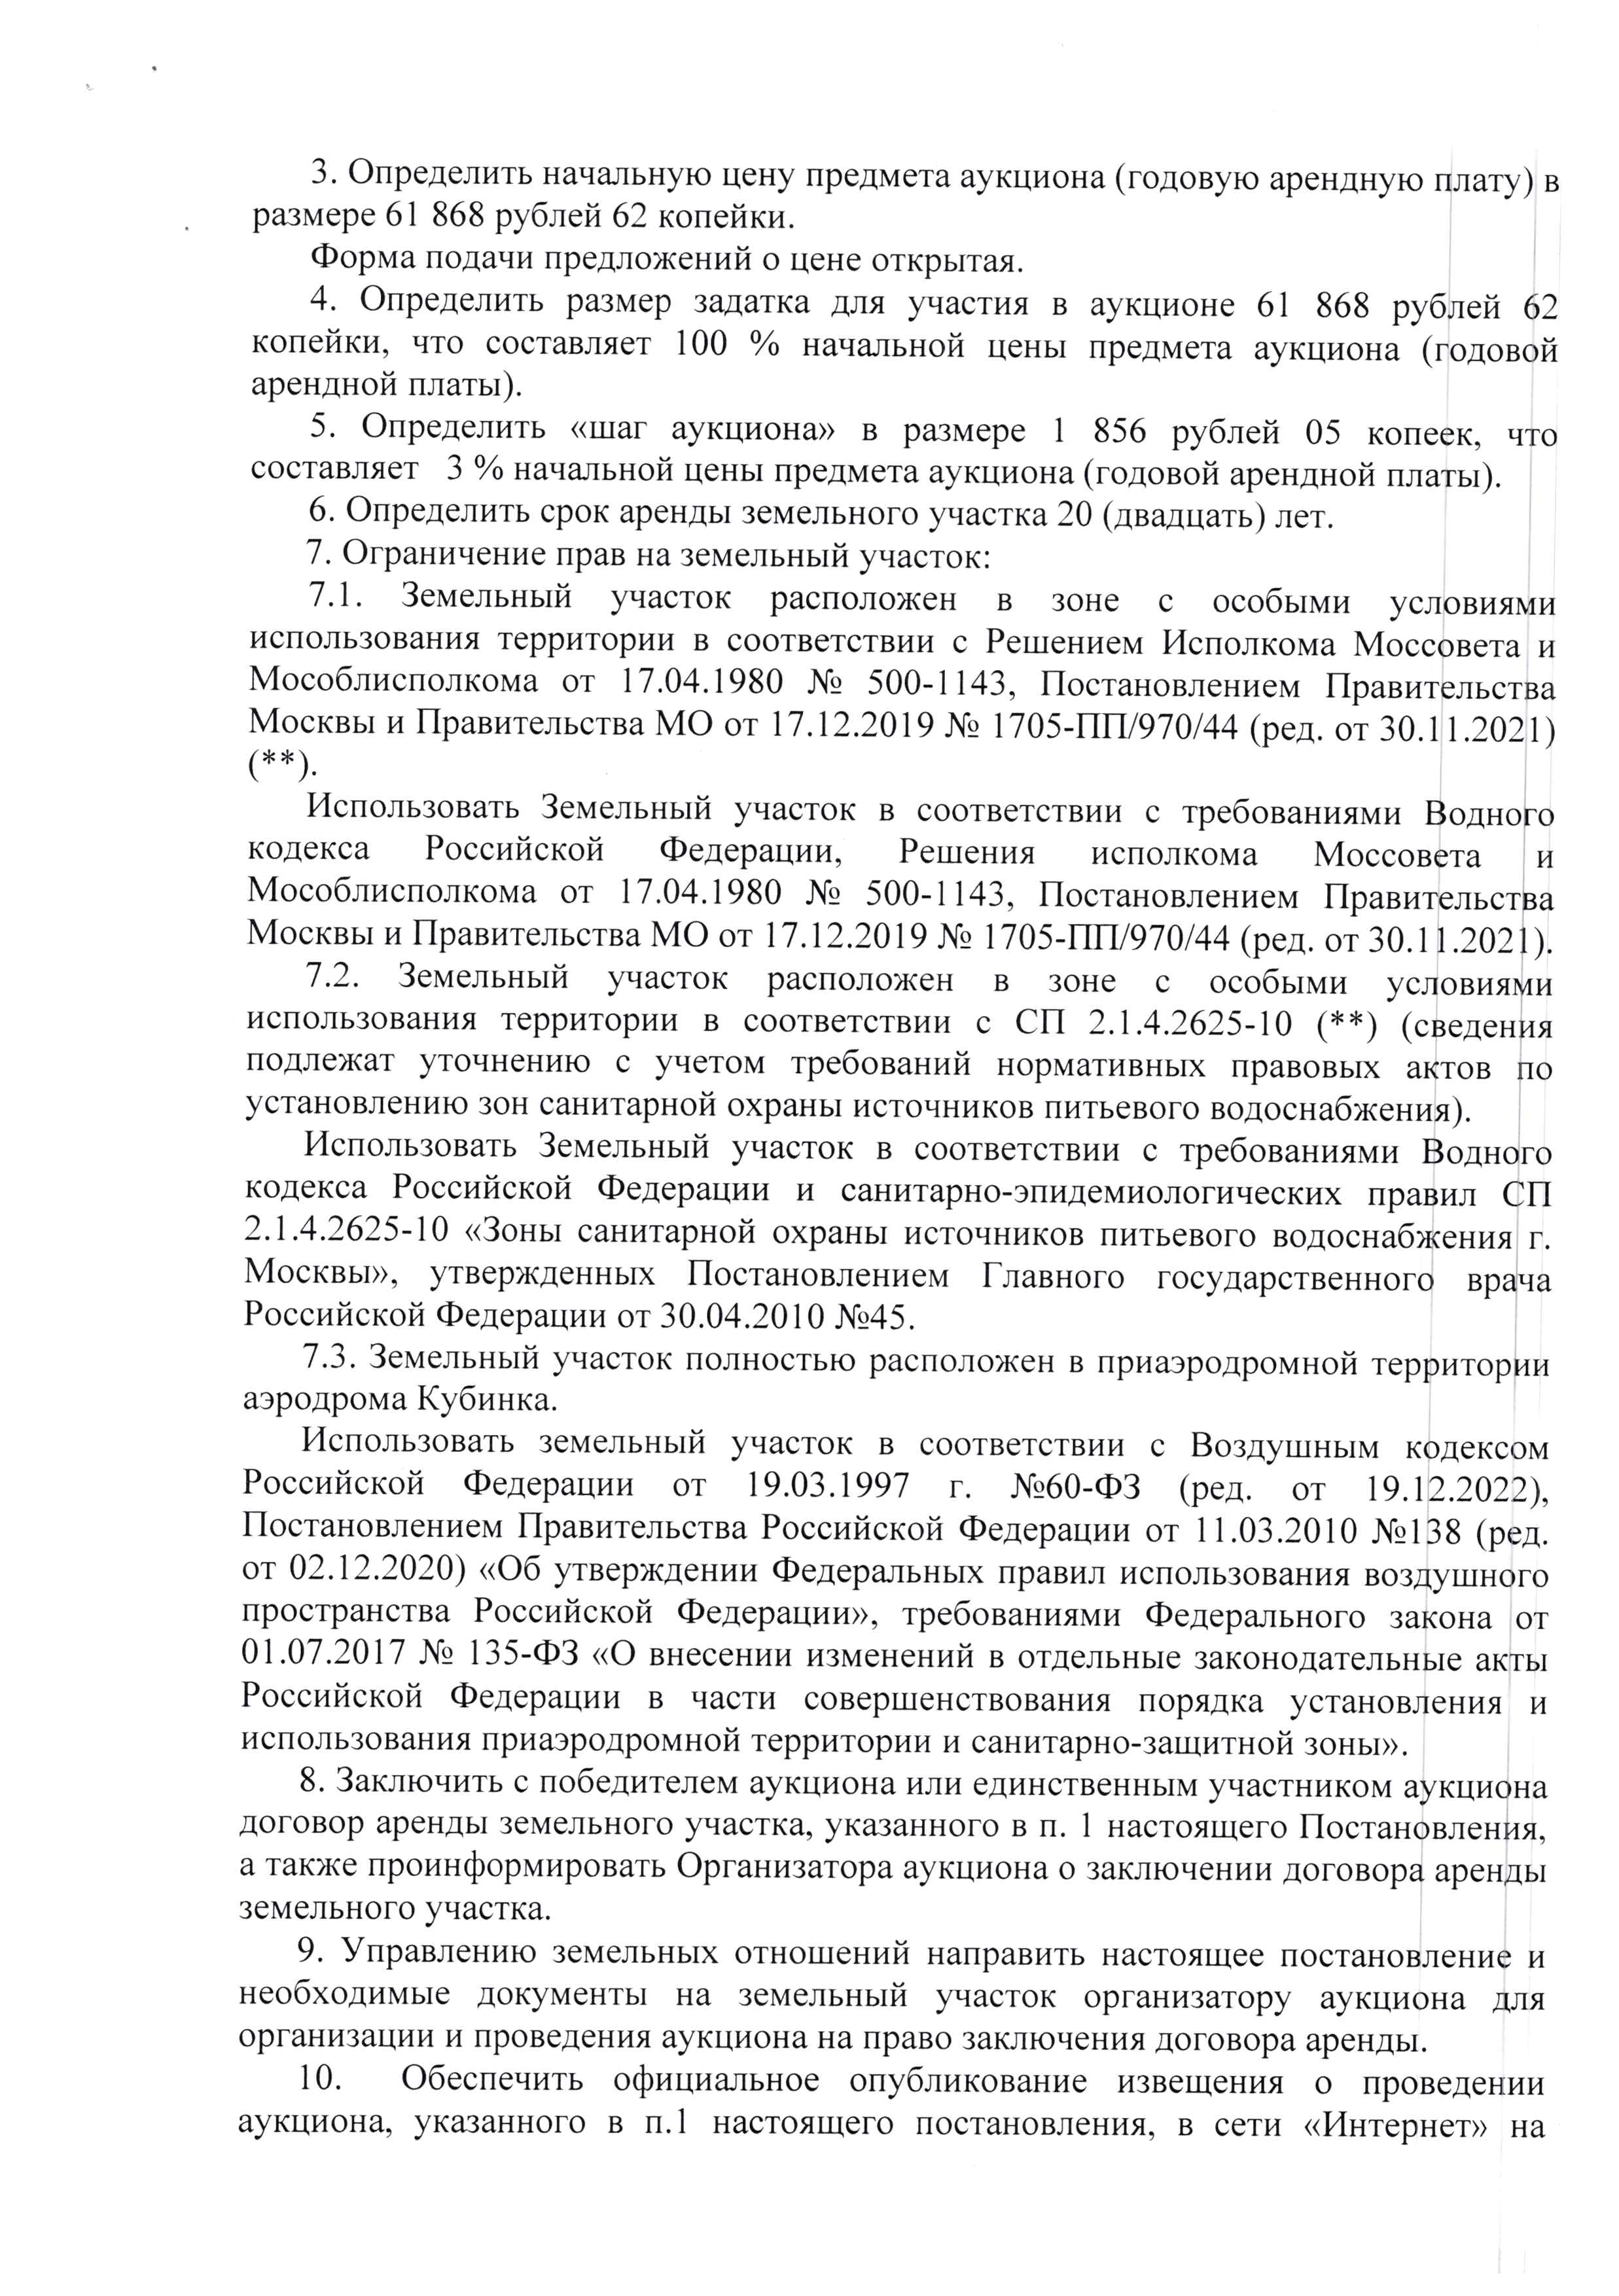 3. Определить начальную цену предмета аукциона (годовую арендную плату) в
размере 61 868 рублей 62 копейки.
Форма подачи предложений о цене открытая.
4. Определить размер задатка для участия в аукционе 61 868 рублей 62
копейки, что составляет 100 % начальной цены предмета аукциона (годовой
арендной платы).
5. Определить «шаг аукциона» в размере 1 856 рублей 05 копеек, что
составляет 3 % начальной цены предмета аукциона (годовой арендной платы).
6. Определить срок аренды земельного участка 20 (двадцать) лет.
7. Ограничение прав на земельный участок:
7.1. Земельный участок расположен в зоне с особыми условиями
использования территории в соответствии с Решением Исполкома Моссовета и
Мособлисполкома от 17.04.1980 № 500-1143, Постановлением Правительства
Москвы и Правительства МО от 17.12.2019 № 1705-ПП/970/44 (ред. от 30.11.2021)
(**).
Использовать Земельный участок в соответствии с требованиями Водного
кодекса Российской Федерации, Решения исполкома Моссовета и
Мособлисполкома от 17.04.1980 № 500-1143, Постановлением Правительства
Москвы и Правительства МО от 17.12.2019 № 1705-ПП/970/44 (ред. от 30.11.2021).
7.2. Земельный участок расположен в зоне с особыми условиями
использования территории в соответствии с СП 2.1.4.2625-10 (**) (сведения
подлежат уточнению с учетом требований нормативных правовых актов по
установлению зон санитарной охраны источников питьевого водоснабжения).
Использовать Земельный участок в соответствии с требованиями Водного
кодекса Российской Федерации и санитарно-эпидемиологических правил СП
2.1.4.2625-10 «Зоны санитарной охраны источников питьевого водоснабжения г.
Москвы», утвержденных Постановлением Главного государственного врача
Российской Федерации от 30.04.2010 №45.
7.3. Земельный участок полностью расположен в приаэродромной территории
аэродрома Кубинка.
Использовать земельный участок в соответствии с Воздушным кодексом
Российской Федерации от 19.03.1997 г. №60-ФЗ (ред. от 19.12.2022),
Постановлением Правительства Российской Федерации от 11.03.2010 №138 (ред.
от 02.12.2020) «Об утверждении Федеральных правил использования воздушного
пространства Российской Федерации», требованиями Федерального закона от
01.07.2017 № 135-ФЗ «О внесении изменений в отдельные законодательные акты
Российской Федерации в части совершенствования порядка установления и
использования приаэродромной территории и санитарно-защитной зоны».
8. Заключить с победителем аукциона или единственным участником аукциона
договор аренды земельного участка, указанного в п. 1 настоящего Постановления,
а также проинформировать Организатора аукциона о заключении договора аренды
земельного участка.
9. Управлению земельных отношений направить настоящее постановление и
необходимые документы на земельный участок организатору аукциона для
организации и проведения аукциона на право заключения договора аренды.
10. Обеспечить официальное опубликование извещения о проведении
аукциона, указанного в п.1 настоящего постановления, в сети «Интернет» на